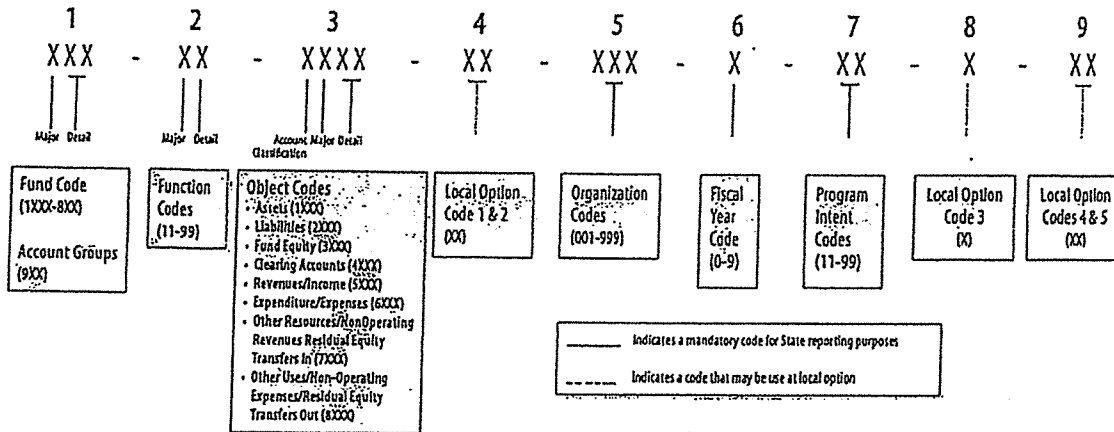 1 2 3 4 5 6 7 8 9
XXX - XX - XXXX - XX - XXX - X - XX - X - XX
Major Detail
Major Detail
Account Major Detail
Classification
Fund Code
(1XXX-8XX)
Account Groups
(9XX)
Function
Codes
(11-99)
Object Codes
• Assets (1XXX)
• Liabilities (2XXX)
• Fund Equity (3XXX)
• Clearing Accounts (4XXX)
• Revenues/Income (5XXX)
• Expenditure/Expenses (6XXX)
• Other Resources/NonOperating
Revenues Residual Equity
Transfers In (7XXX)
• Other Uses/Non-Operating
Expenses/Residual Equity
Transfers Out (8XXX)
Local Option
Code 1 & 2
(XX)
Organization
Codes
(001-999)
Fiscal
Year
Code
(0-9)
Program
Intent
Codes
(11-99)
Local Option
Code 3
(X)
Local Option
Codes 4 & 5
(XX)
Indicates a mandatory code for State reporting purposes
Indicates a code that may be use at local option